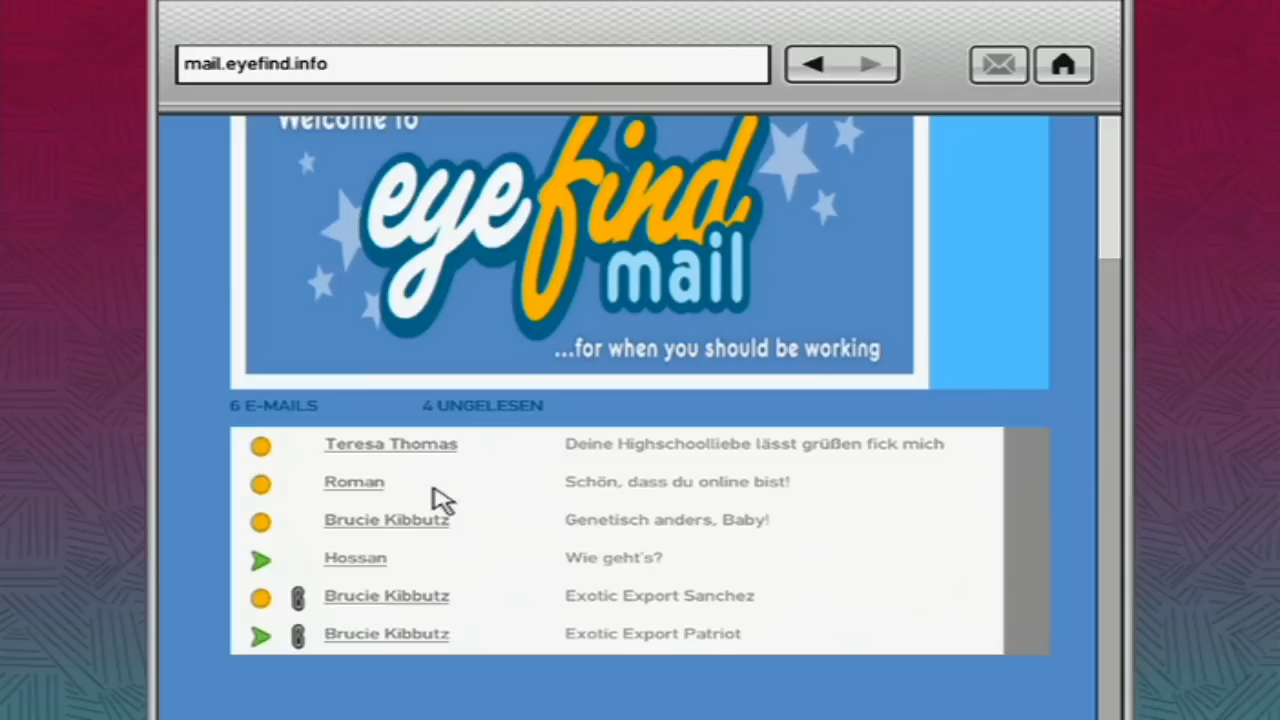 mail.eyefind.info
Welcome to
eyefind
mail
...for when you should be working
6 E-MAILS 4 UNGELESEN
Teresa Thomas Deine Highschoolliebe lässt grüßen fick mich
Roman Schön, dass du online bist!
Brucie Kibbutz Genetisch anders, Baby!
Hossan Wie geht's?
Brucie Kibbutz Exotic Export Sanchez
Brucie Kibbutz Exotic Export Patriot